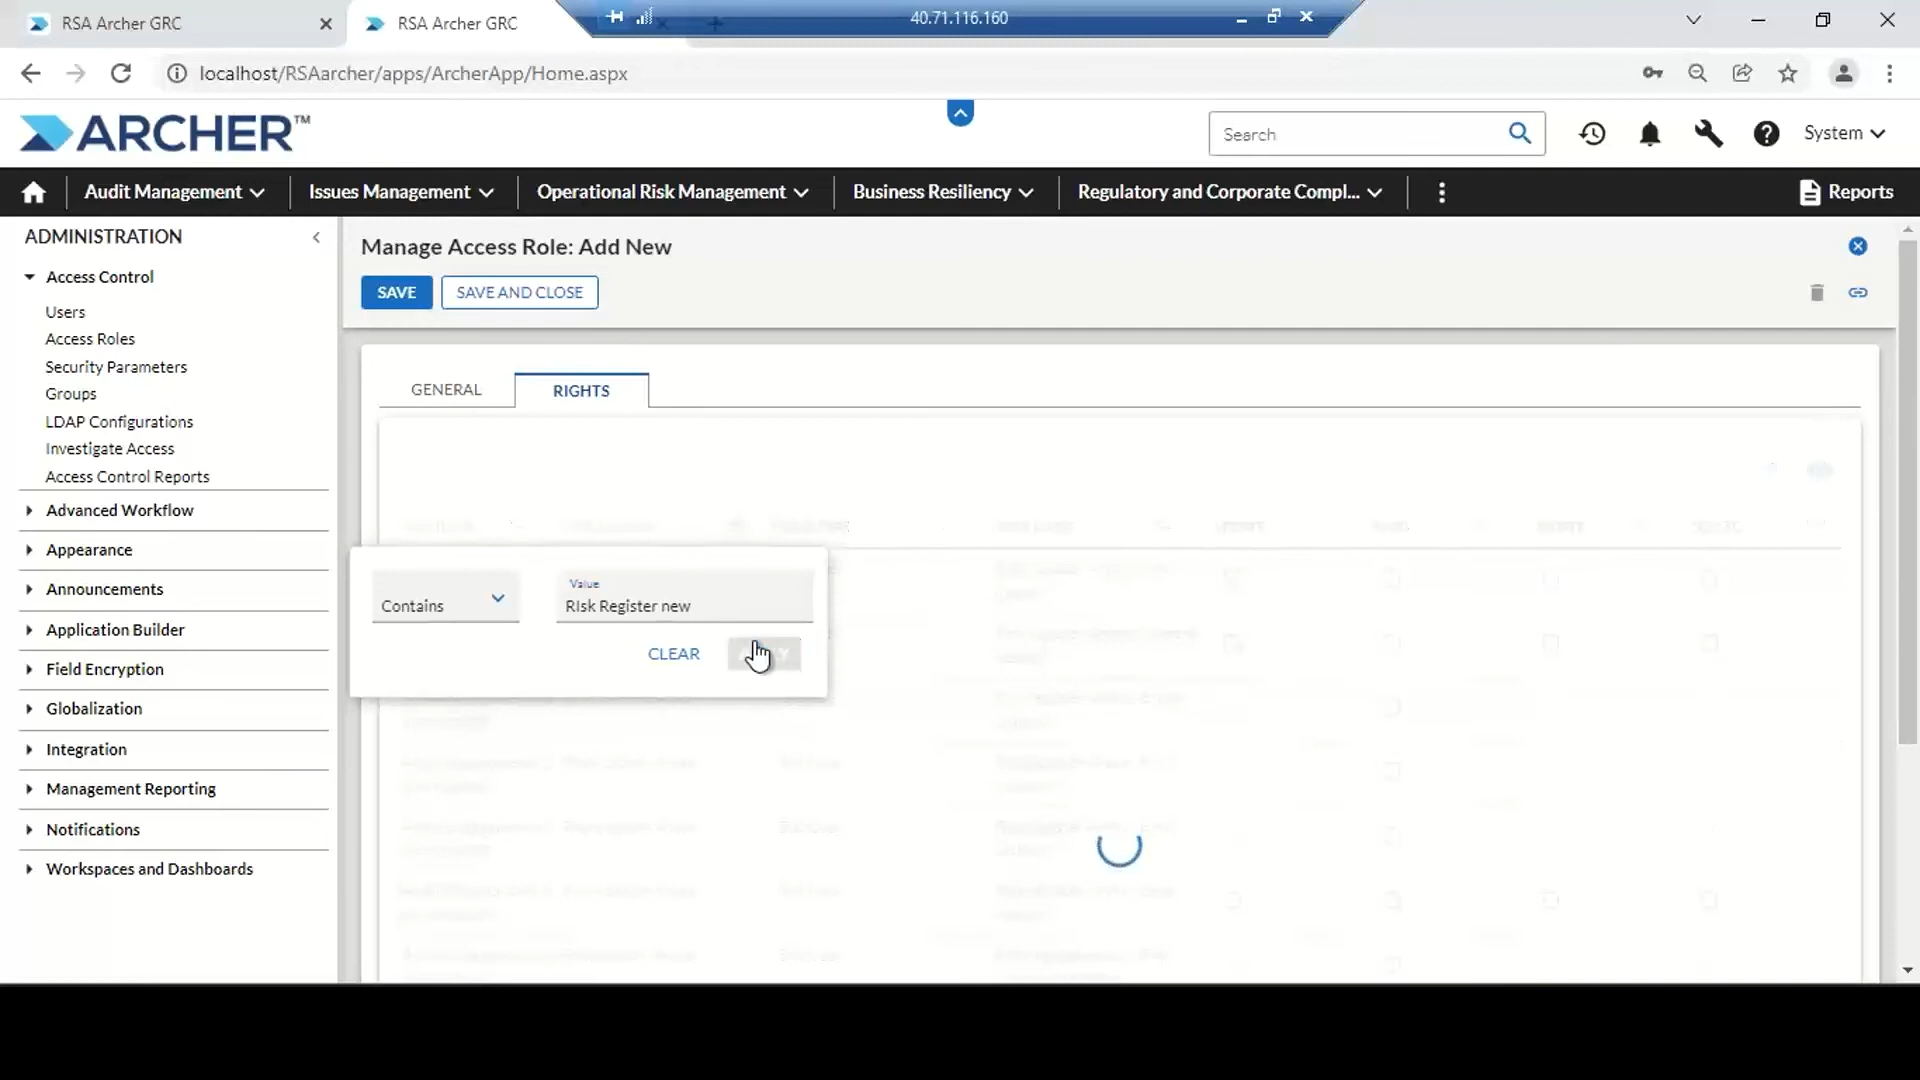 RSA Archer GRC
RSA Archer GRC
40.71.116.160
localhost/RSAarcher/apps/ArcherApp/Home.aspx
ARCHER™
Search
System
Audit Management
Issues Management
Operational Risk Management
Business Resiliency
Regulatory and Corporate Compl...
Reports
ADMINISTRATION
Access Control
Users
Access Roles
Security Parameters
Groups
LDAP Configurations
Investigate Access
Access Control Reports
Advanced Workflow
Appearance
Announcements
Application Builder
Field Encryption
Globalization
Integration
Management Reporting
Notifications
Workspaces and Dashboards
Manage Access Role: Add New
SAVE
SAVE AND CLOSE
GENERAL
RIGHTS
Contains
Value
RIsk Register new
CLEAR